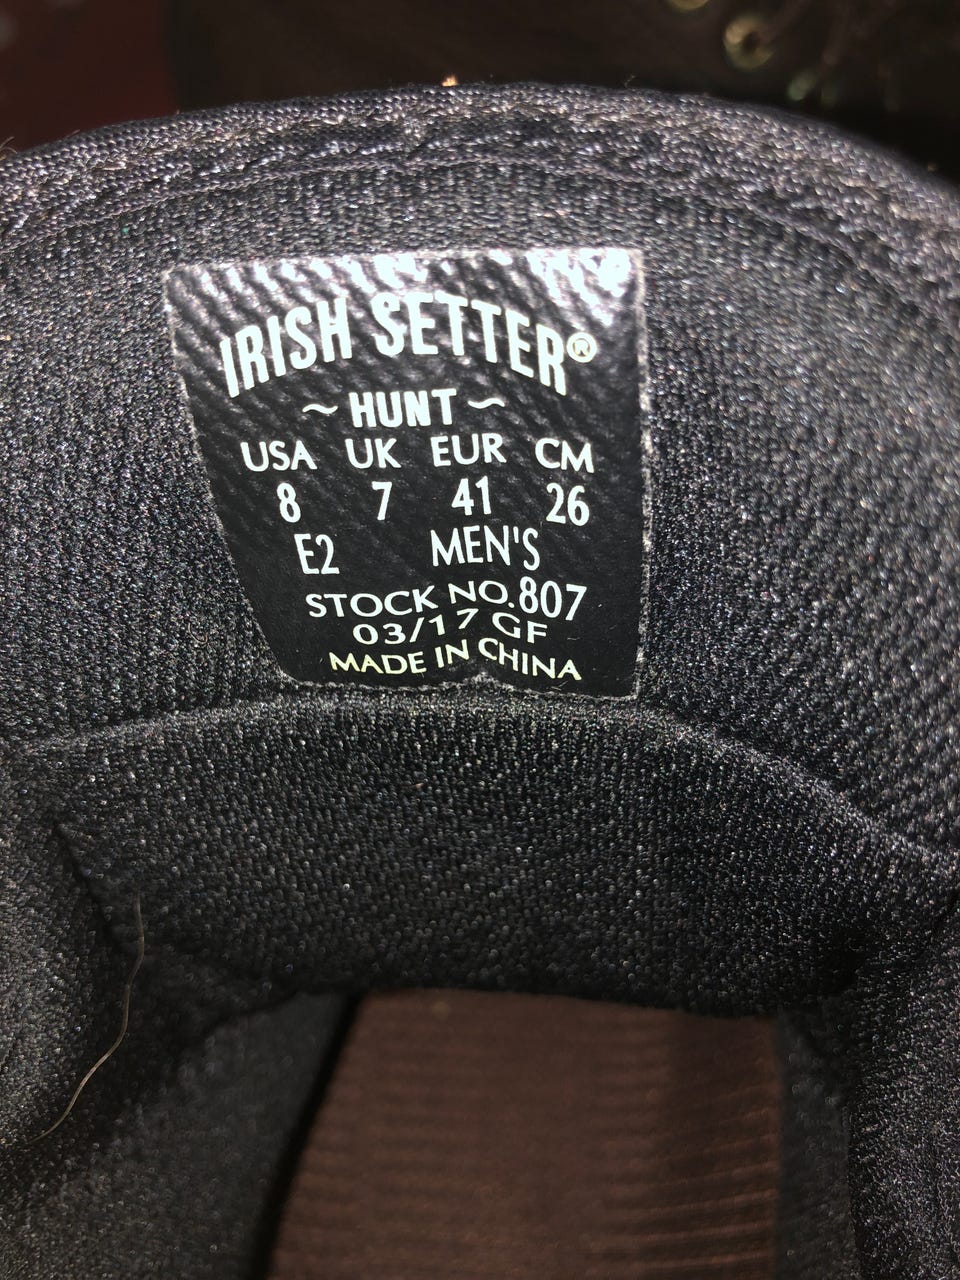 IRISH SETTER®
~ HUNT ~
USA UK EUR CM
8 7 41 26
E2 MEN'S
STOCK NO.807
03/17 GF
MADE IN CHINA